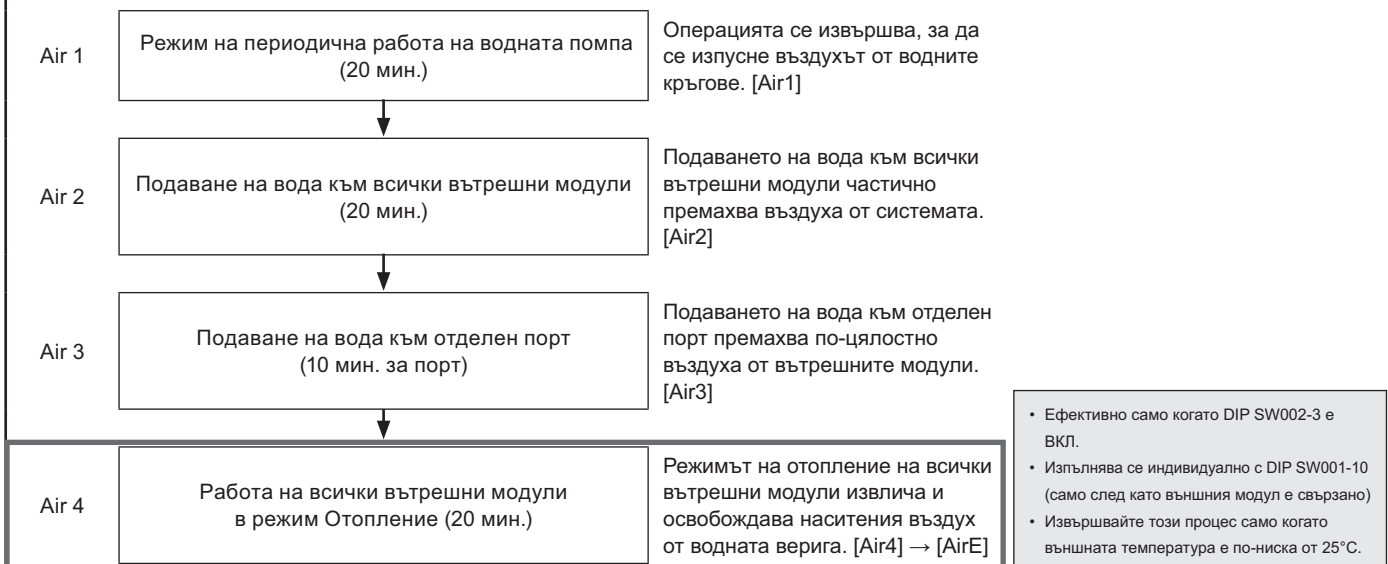 Air 1
Режим на периодична работа на водната помпа
(20 мин.)
Операцията се извършва, за да
се изпусне въздухът от водните
кръгове. [Air1]
Air 2
Подаване на вода към всички вътрешни модули
(20 мин.)
Подаването на вода към всички
вътрешни модули частично
премахва въздуха от системата.
[Air2]
Air 3
Подаване на вода към отделен порт
(10 мин. за порт)
Подаването на вода към отделен
порт премахва по-цялостно
въздуха от вътрешните модули.
[Air3]
Air 4
Работа на всички вътрешни модули
в режим Отопление (20 мин.)
Режимът на отопление на всички
вътрешни модули извлича и
освобождава наситения въздух
от водната верига. [Air4] → [AirE]
• Ефективно само когато DIP SW002-3 е
ВКЛ.
• Изпълнява се индивидуално с DIP SW001-10
(само след като външния модул е свързано)
• Извършвайте този процес само когато
външната температура е по-ниска от 25°C.